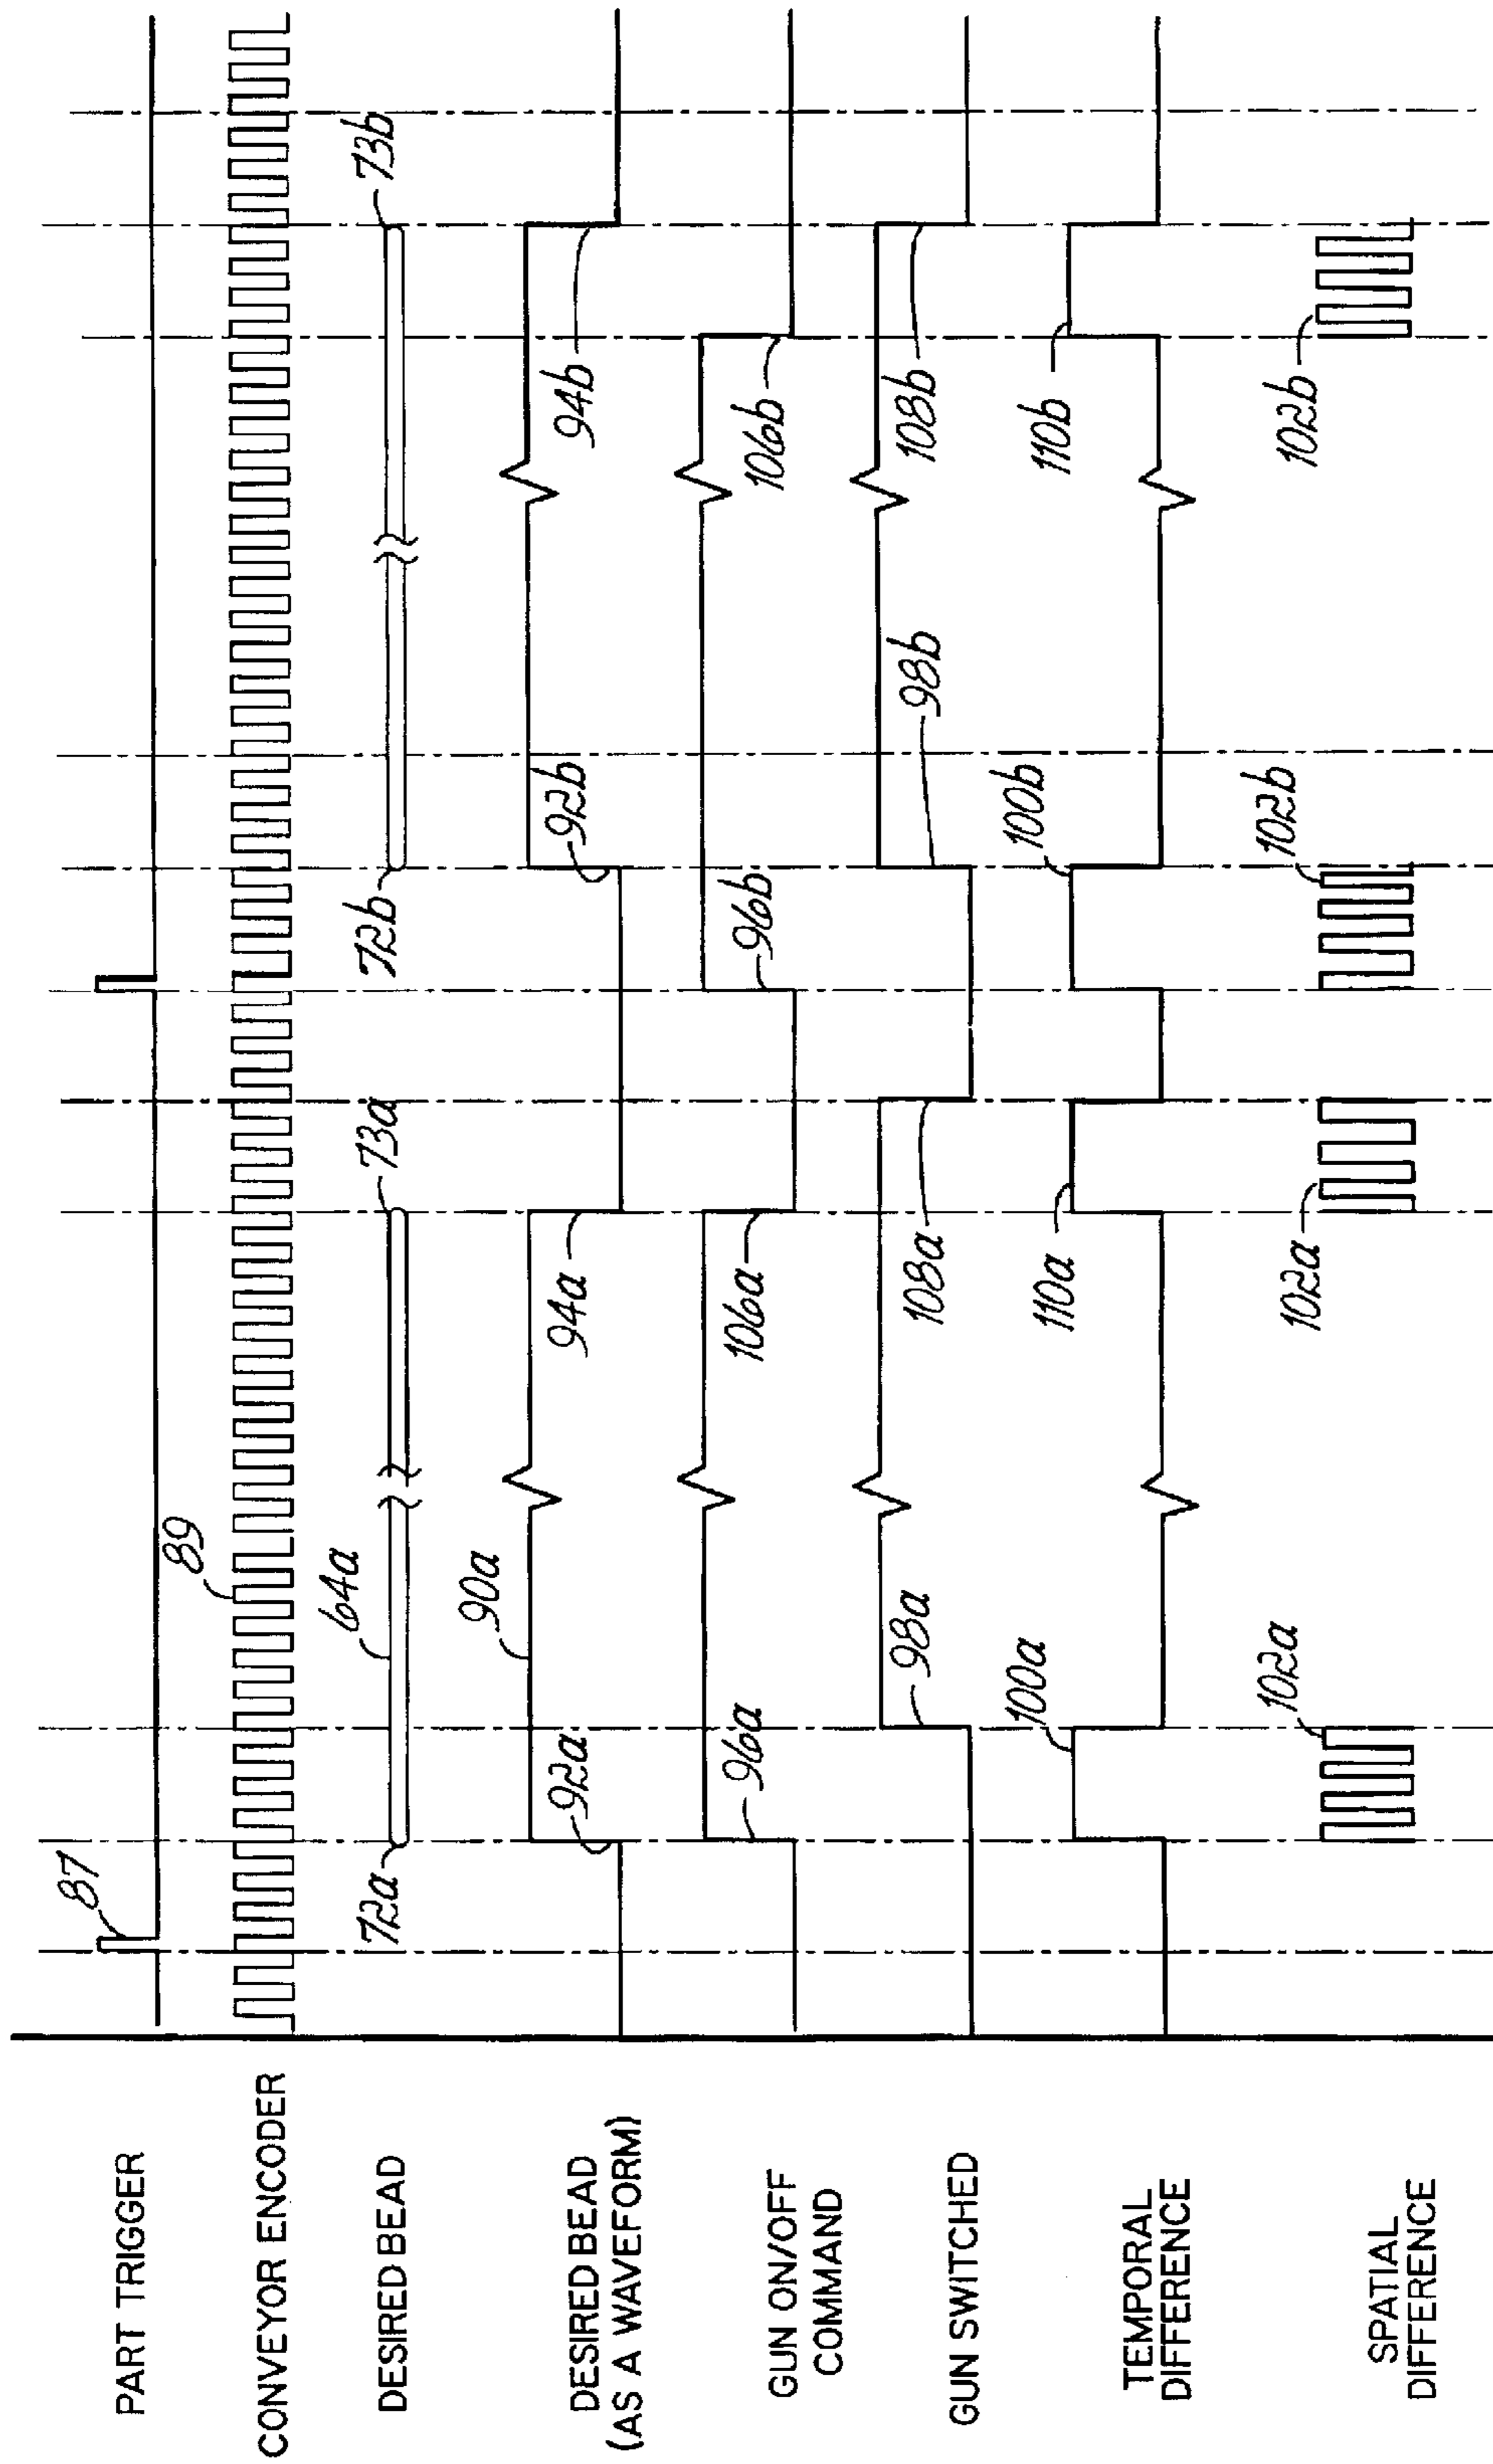 PART TRIGGER
87
CONVEYOR ENCODER
89
DESIRED BEAD
72a
64a
73a
72b
73b
DESIRED BEAD
(AS A WAVEFORM)
92a
90a
94a
92b
94b
GUN ON/OFF
COMMAND
96a
106a
96b
106b
GUN SWITCHED
98a
108a
98b
108b
TEMPORAL
DIFFERENCE
100a
110a
100b
110b
SPATIAL
DIFFERENCE
102a
102a
102b
102b